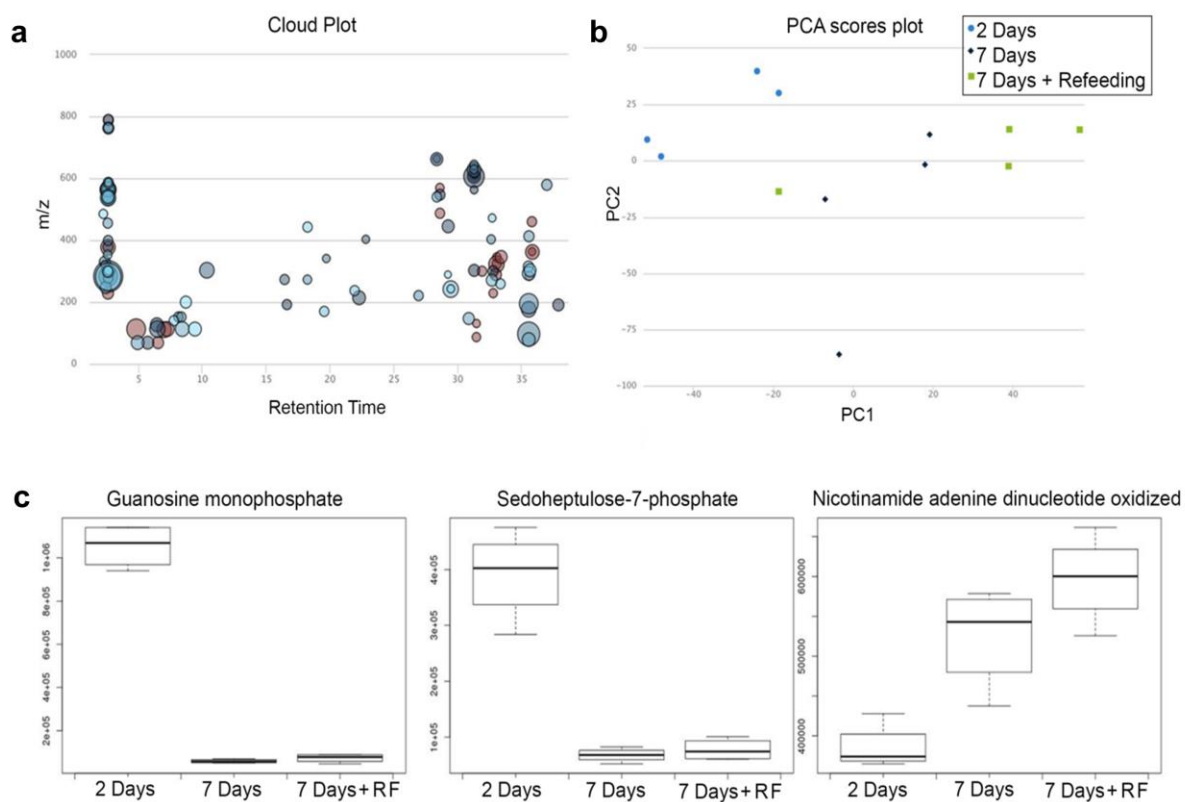 a
Cloud Plot
1000
800
600
400
200
0
m/z
5
10
15
20
25
30
35
Retention Time
b
PCA scores plot
2 Days
7 Days
7 Days + Refeeding
50
25
0
-25
-50
-75
-100
PC2
-40
-20
0
20
40
PC1
c
Guanosine monophosphate
1e+06
8e+05
6e+05
4e+05
2e+05
2 Days
7 Days
7 Days+RF
Sedoheptulose-7-phosphate
4e+05
3e+05
2e+05
1e+05
2 Days
7 Days
7 Days+RF
Nicotinamide adenine dinucleotide oxidized
600000
500000
400000
2 Days
7 Days
7 Days+RF